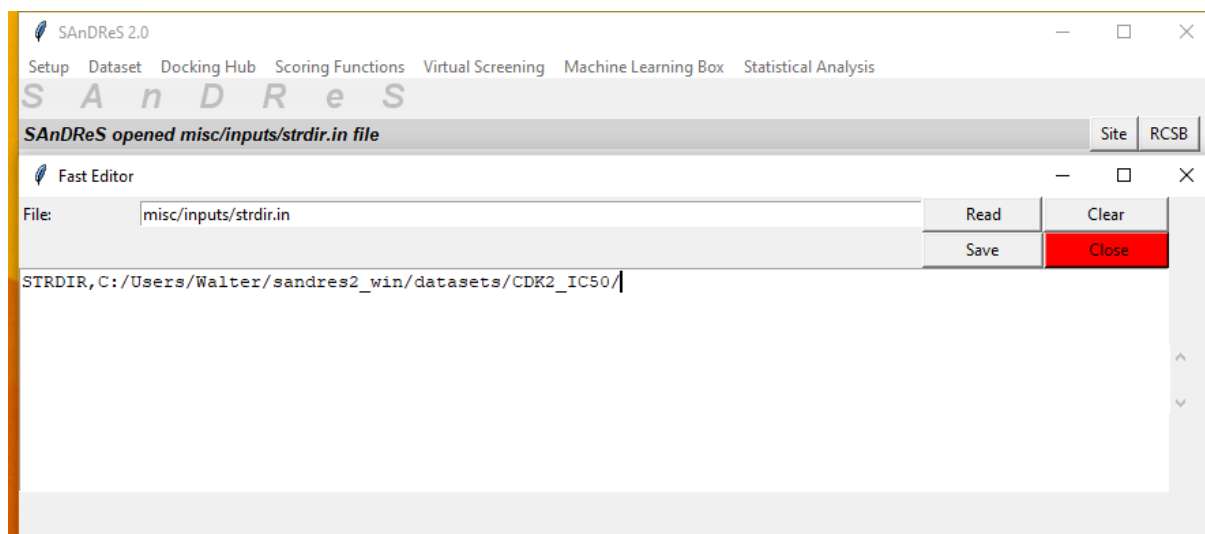 SAnDReS 2.0
Setup Dataset Docking Hub Scoring Functions Virtual Screening Machine Learning Box Statistical Analysis
S A n D R e S
SAnDReS opened misc/inputs/strdir.in file Site RCSB
Fast Editor
File: misc/inputs/strdir.in Read Clear
Save Close
STRDIR,C:/Users/Walter/sandres2_win/datasets/CDK2_IC50/